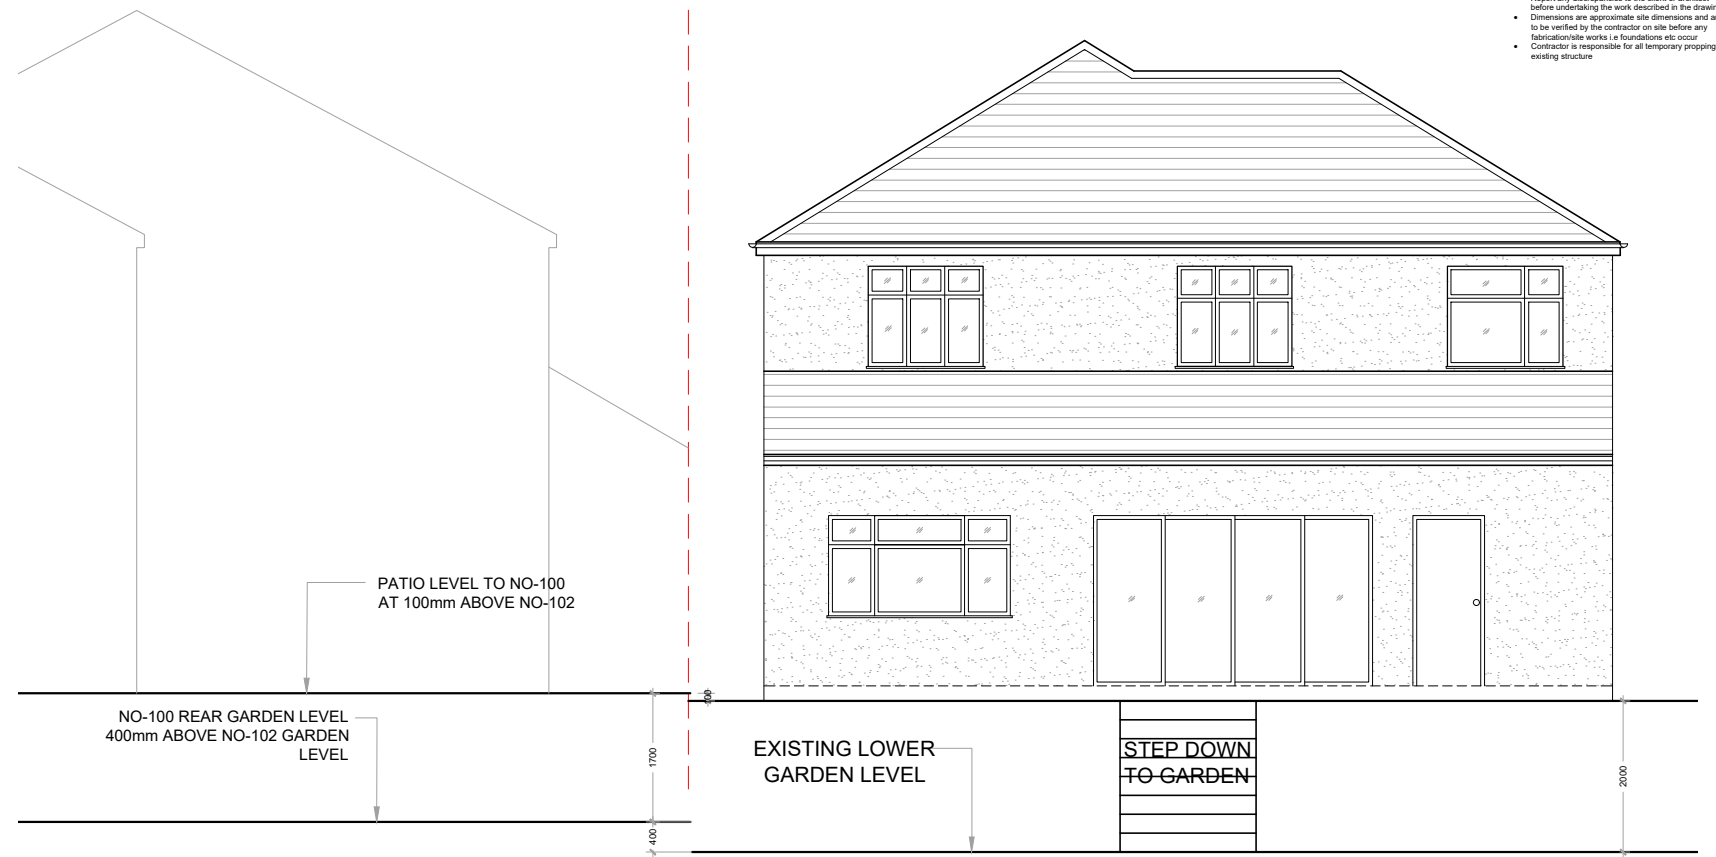 before undertaking the work described in the
• Dimensions are approximate site dimensions and
to be verified by the contractor on site before any
fabrication/site works i.e foundations etc occur
• Contractor is responsible for all temporary propping
existing structure
PATIO LEVEL TO NO-100
AT 100mm ABOVE NO-102
NO-100 REAR GARDEN LEVEL
400mm ABOVE NO-102 GARDEN
LEVEL
1700
400
EXISTING LOWER
GARDEN LEVEL
STEP DOWN
TO GARDEN
2000